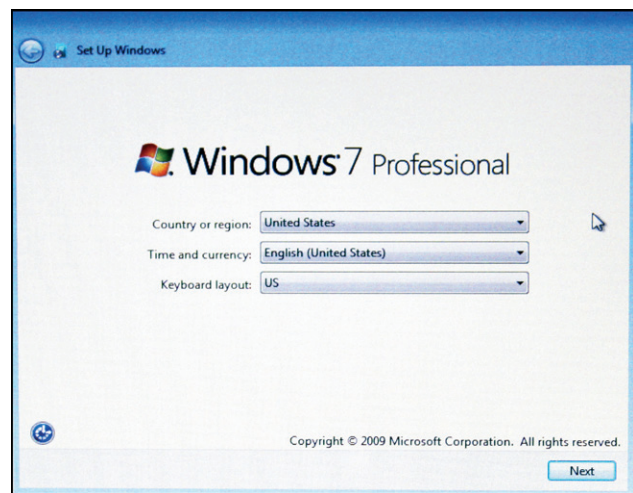 Set Up Windows
Windows 7 Professional
Country or region: United States
Time and currency: English (United States)
Keyboard layout: US
Copyright © 2009 Microsoft Corporation. All rights reserved.
Next